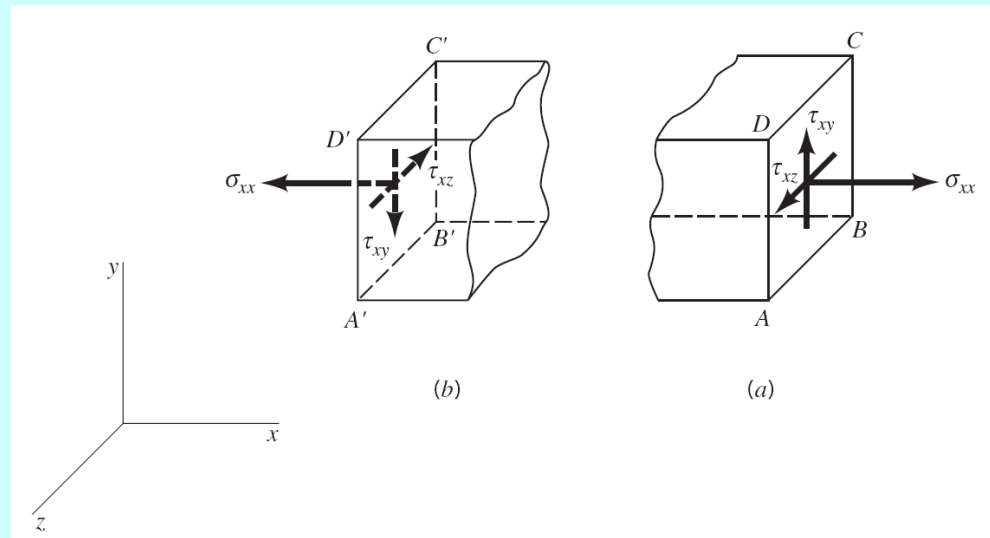 C′
C
D′
D
τxy
τxz
τxz
σxx
σxx
τxy
B′
B
y
A′
A
(b)
(a)
x
z